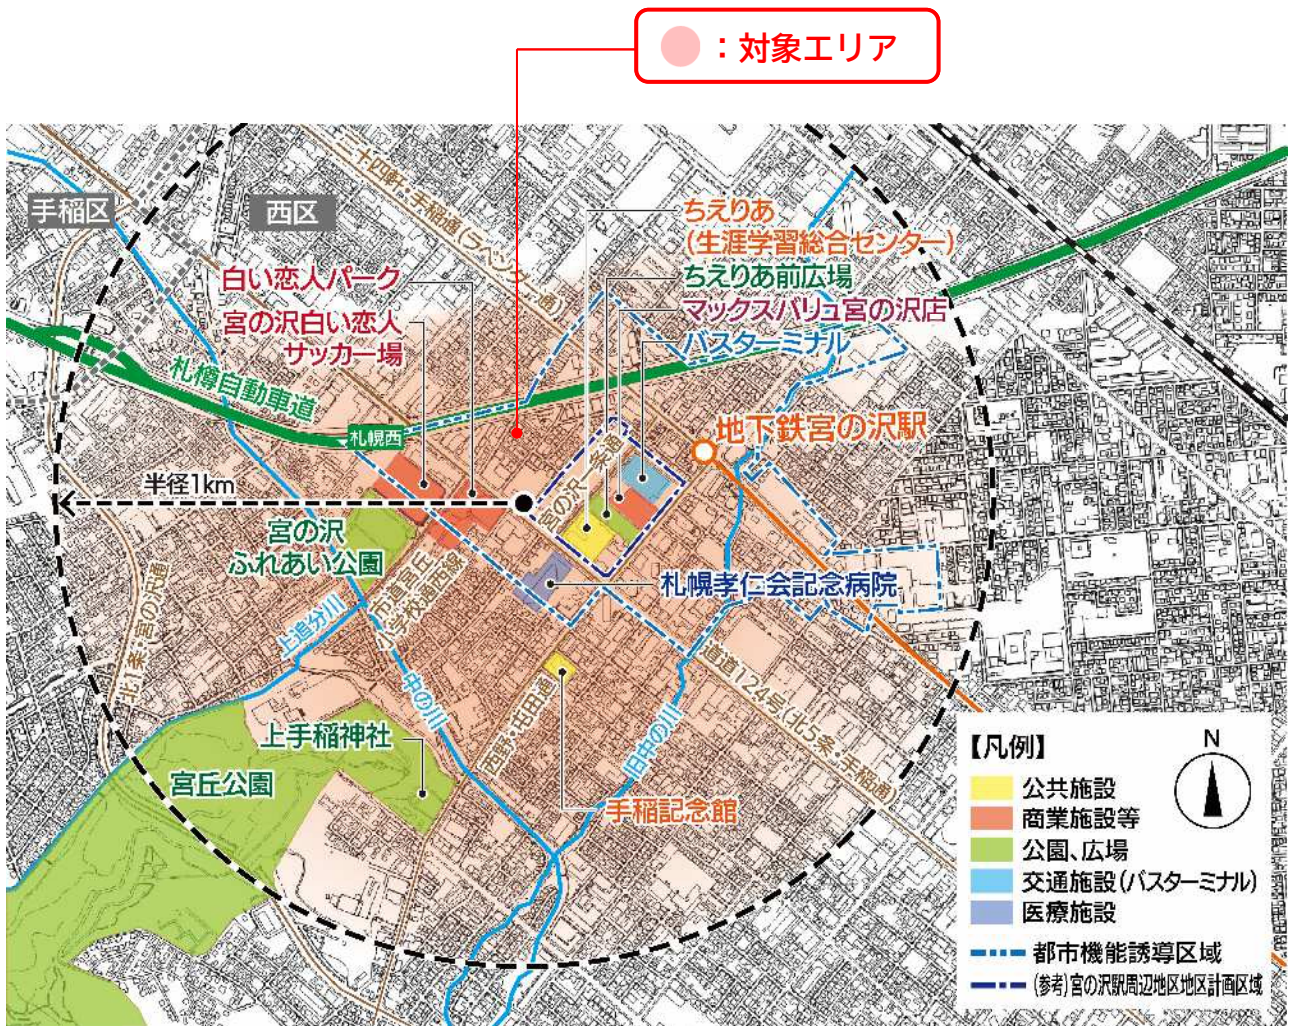 ：対象エリア
二十四軒・手稲通(ラベンダー通)
手稲区
西区
ちえりあ
(生涯学習総合センター)
ちえりあ前広場
マックスバリュ宮の沢店
バスターミナル
白い恋人パーク
宮の沢白い恋人
サッカー場
札樽自動車道
札幌西
地下鉄宮の沢駅
宮の沢一条通
半径1km
宮の沢
ふれあい公園
市道宮丘
小学校通線
札幌孝仁会記念病院
上追分川
北1条・宮の沢通
中の川
西野・屯田通
旧中の川
道道124号(北5条・手稲通)
上手稲神社
宮丘公園
手稲記念館
【凡例】
N
公共施設
商業施設等
公園、広場
交通施設(バスターミナル)
医療施設
都市機能誘導区域
(参考)宮の沢駅周辺地区地区計画区域